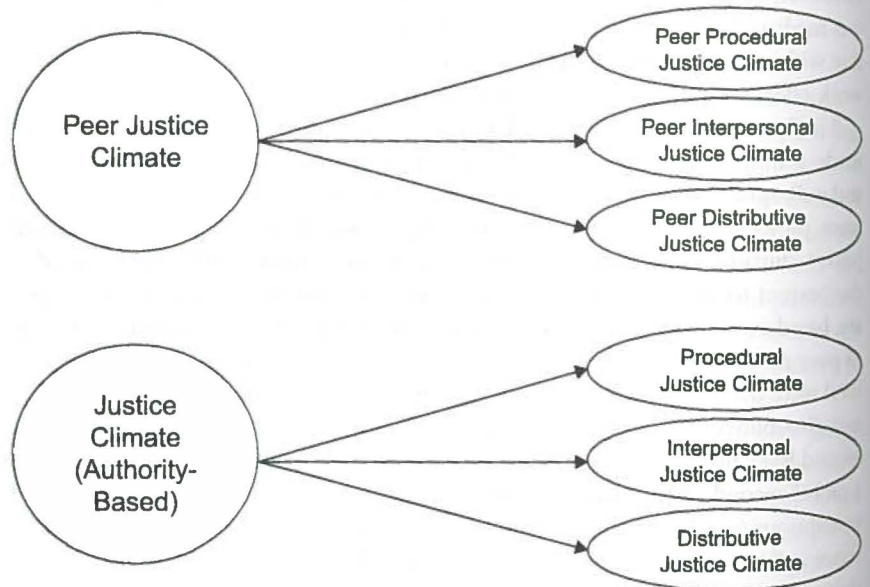 Peer Justice
Climate
Peer Procedural
Justice Climate
Peer Interpersonal
Justice Climate
Peer Distributive
Justice Climate
Justice
Climate
(Authority-
Based)
Procedural
Justice Climate
Interpersonal
Justice Climate
Distributive
Justice Climate